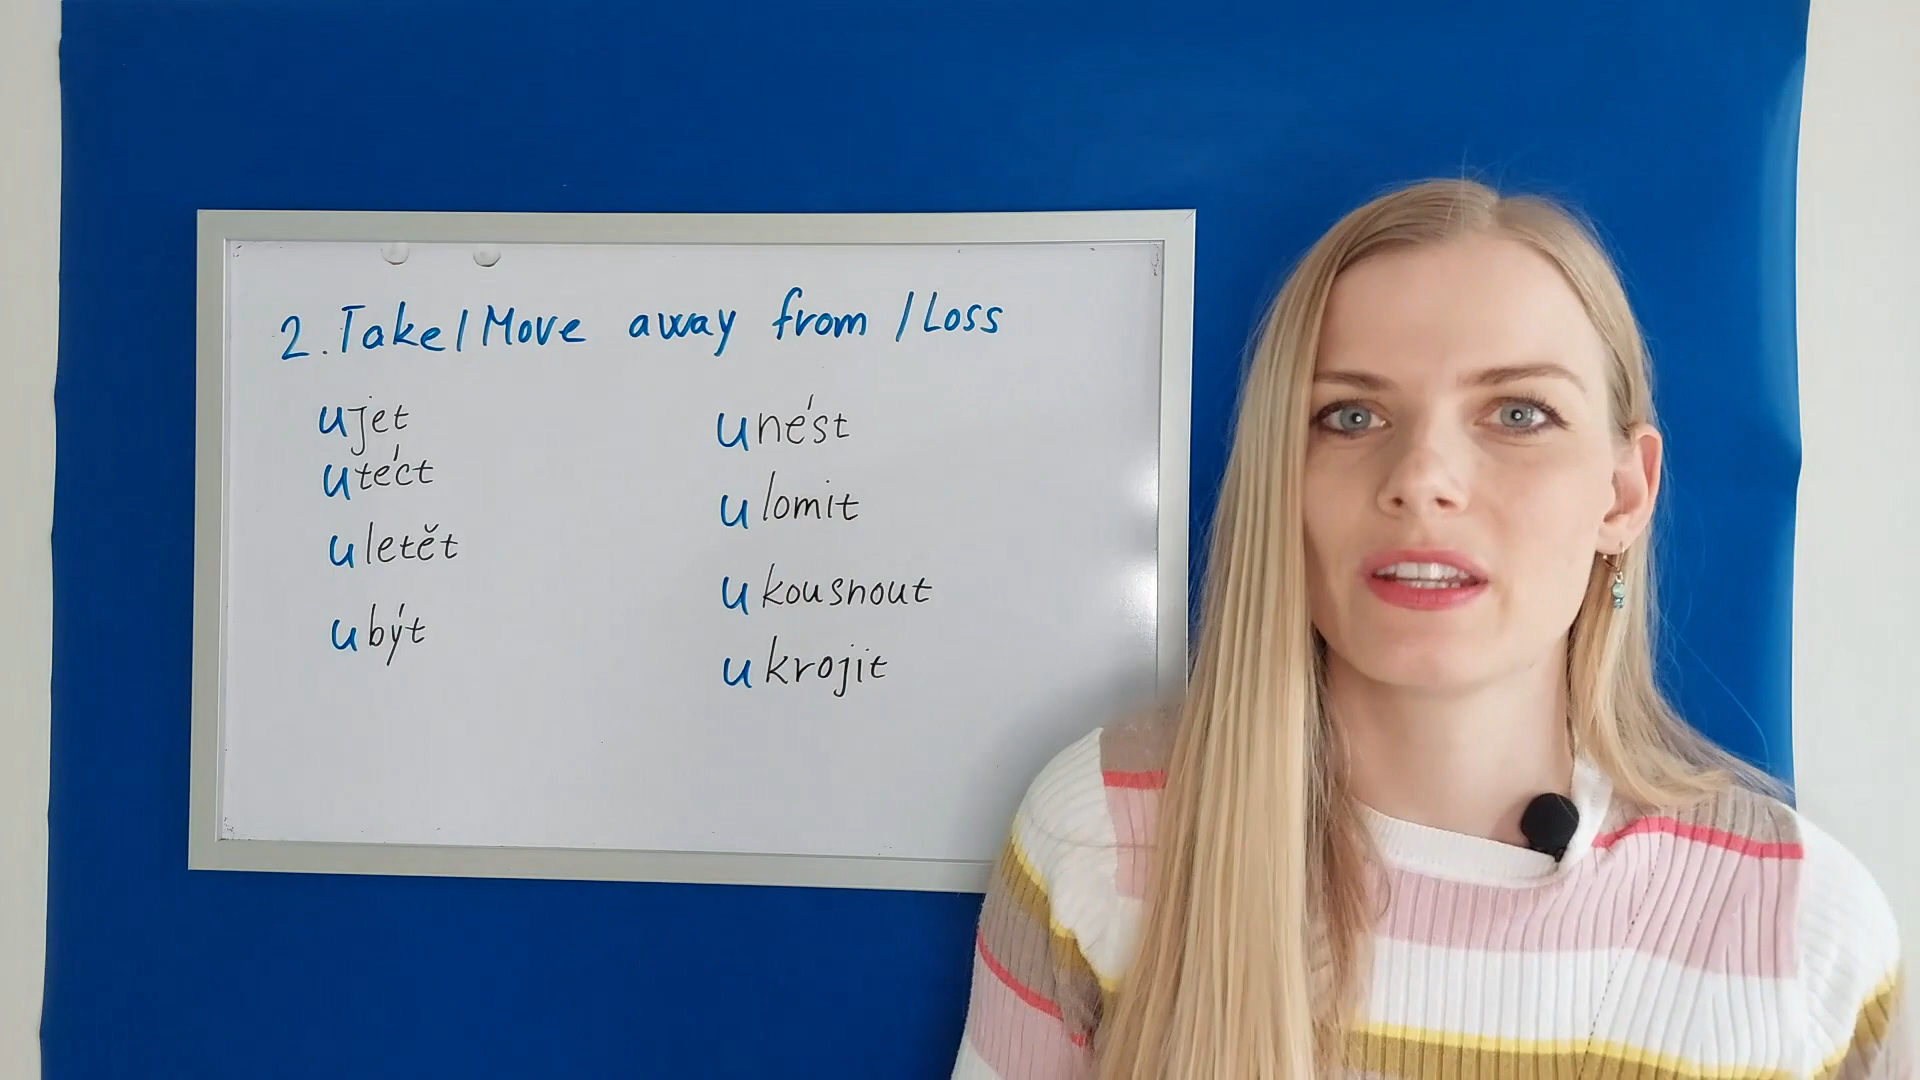 2. Take/Move away from /Loss
ujet
utéct
uletět
ubýt
unést
ulomit
ukousnout
ukrojit